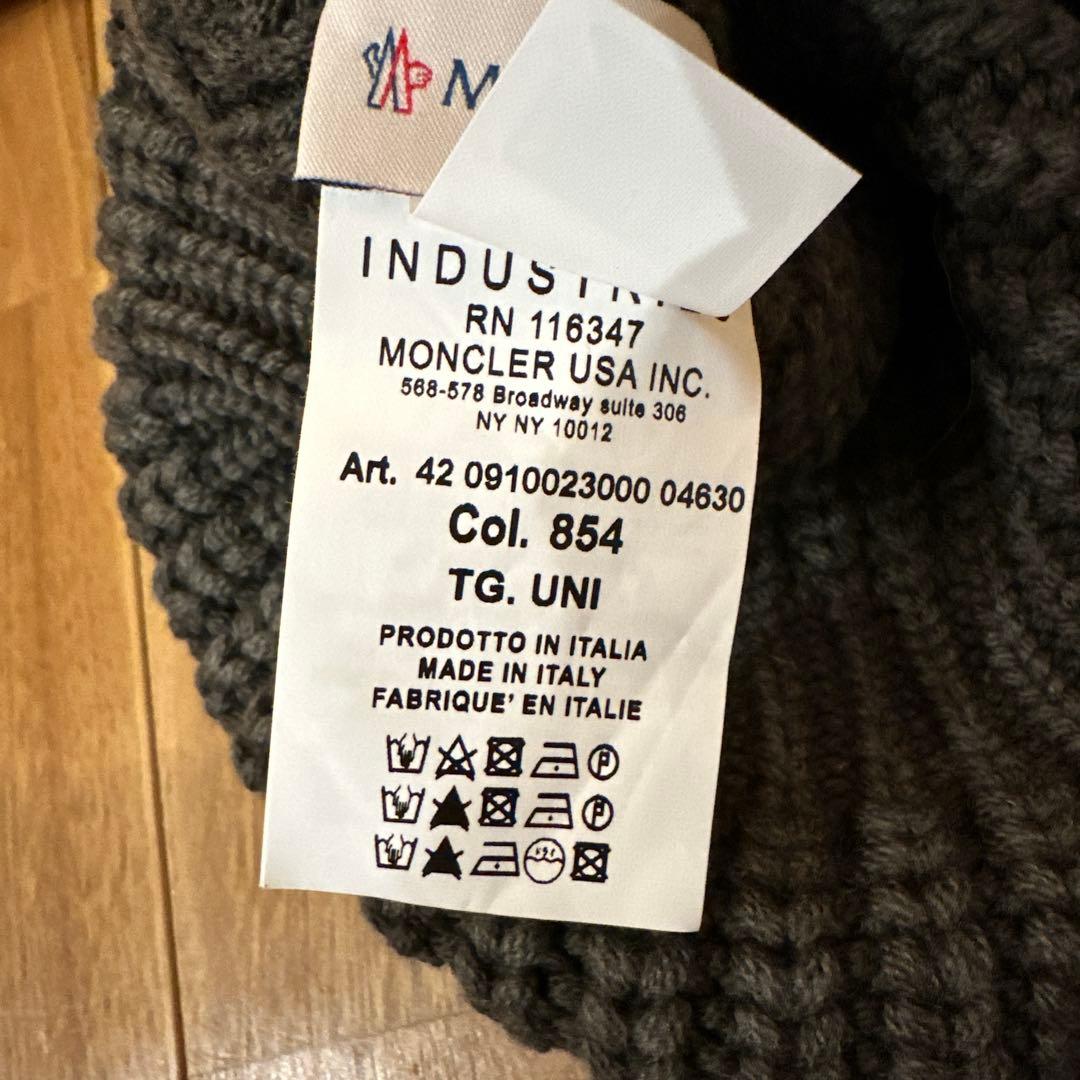 RN 116347
MONCLER USA INC.
568-578 Broadway suite 306
NY NY 10012
Art. 42 0910023000 04630
Col. 854
TG. UNI
PRODOTTO IN ITALIA
MADE IN ITALY
FABRIQUE' EN ITALIE